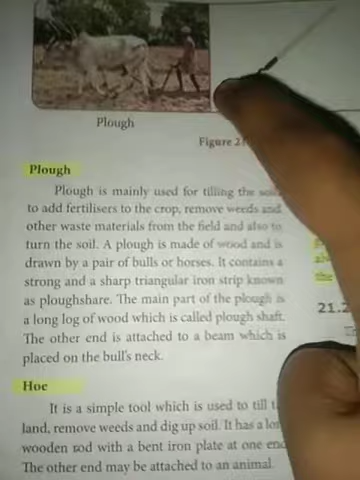 Plough
Figure
Plough
Plough is mainly used for tilling the
to add fertilisers to the crop, remove weeds and
other waste materials from the field and also to
turn the soil. A plough is made of wood and is
drawn by a pair of bulls or horses. It contains a
strong and a sharp triangular iron strip known
as ploughshare. The main part of the plough is
a long log of wood which is called plough shaft.
The other end is attached to a beam which is
placed on the bull's neck.
the
21.2
Hoe
It is a simple tool which is used to till
land, remove weeds and dig up soil. It has a
wooden rod with a bent iron plate at one end
The other end may be attached to an animal.